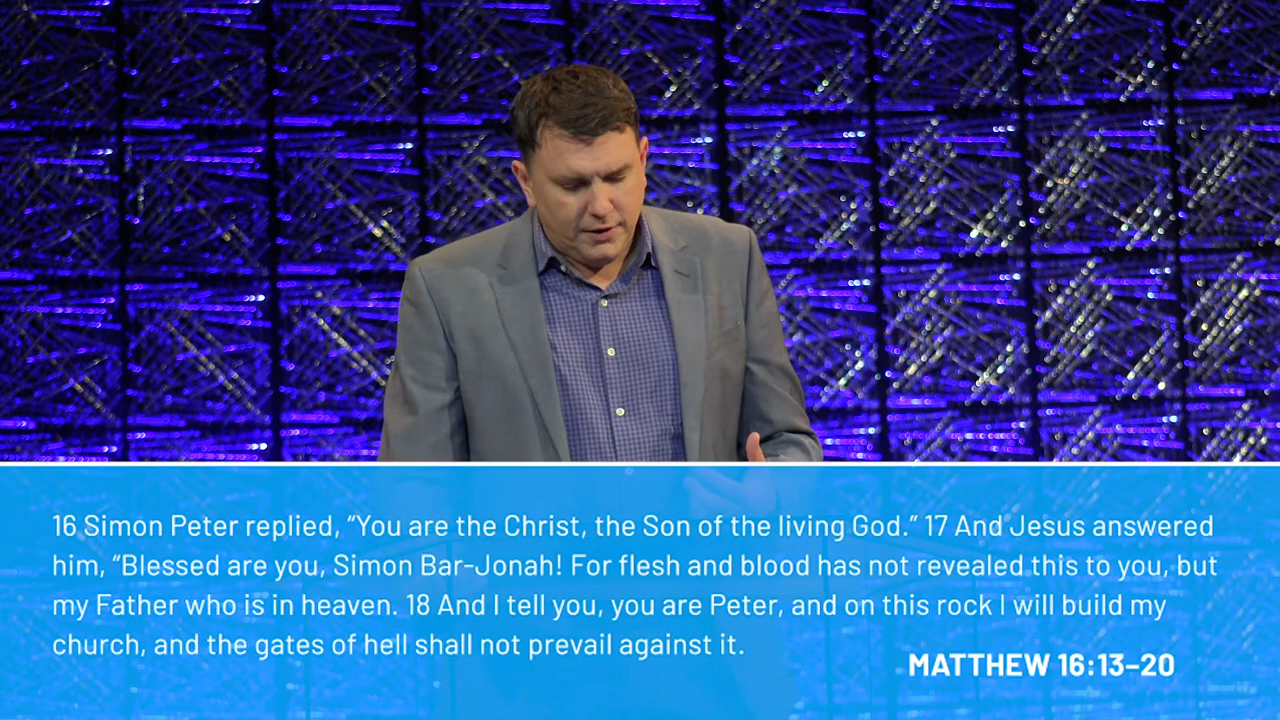 16 Simon Peter replied, “You are the Christ, the Son of the living God.” 17 And Jesus answered
him, “Blessed are you, Simon Bar-Jonah! For flesh and blood has not revealed this to you, but
my Father who is in heaven. 18 And I tell you, you are Peter, and on this rock I will build my
church, and the gates of hell shall not prevail against it.
MATTHEW 16:13–20